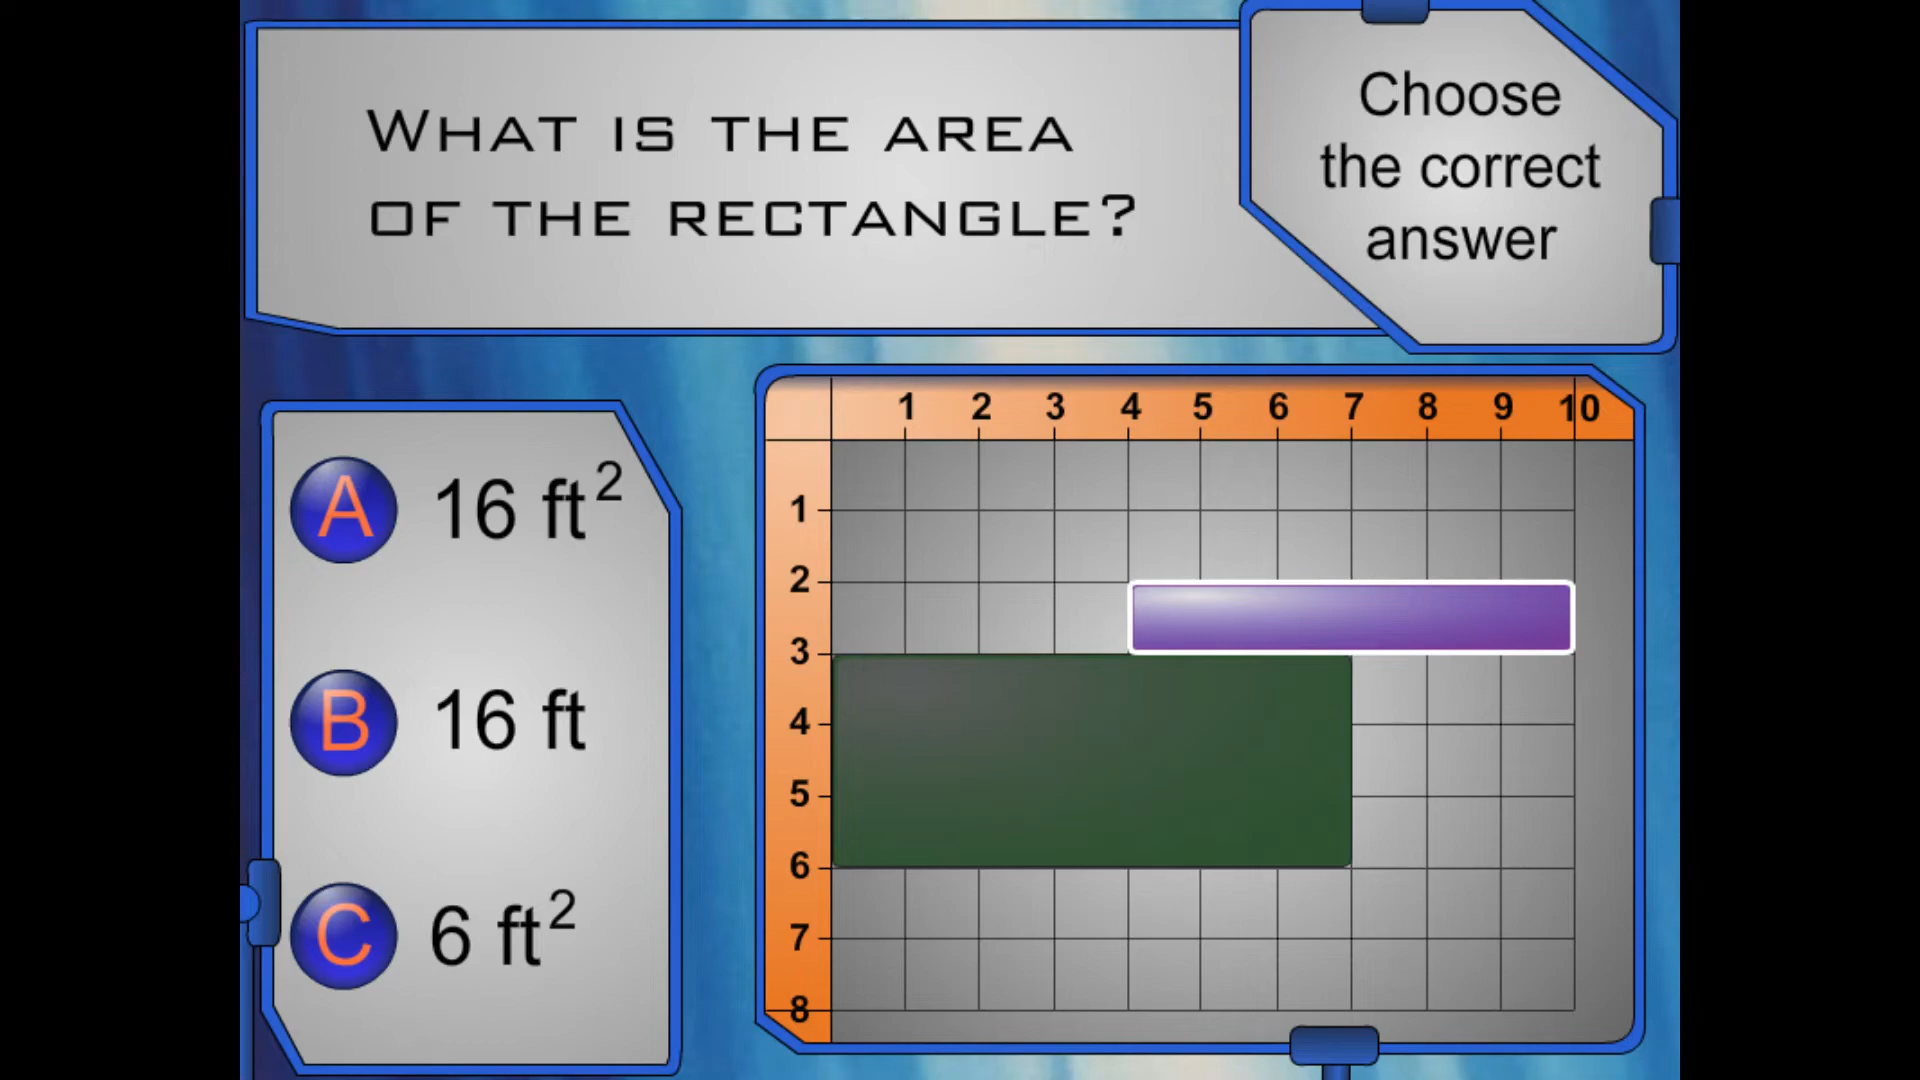 WHAT IS THE AREA
OF THE RECTANGLE?
Choose
the correct
answer
A 16 ft²
B 16 ft
C 6 ft²
1 2 3 4 5 6 7 8 9 10
1
2
3
4
5
6
7
8